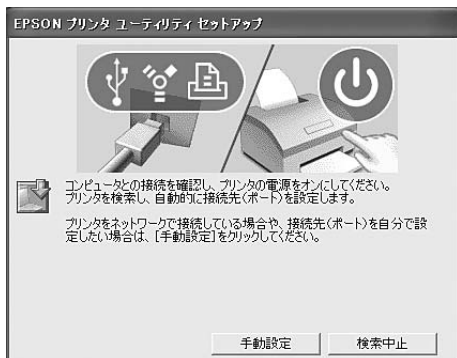 EPSON プリンタ ユーティリティ セットアップ
コンピュータとの接続を確認し、プリンタの電源をオンにしてください。
プリンタを検索し、自動的に接続先(ポート)を設定します。
プリンタをネットワークで接続している場合や、接続先(ポート)を自分で設
定したい場合は、[手動設定]をクリックしてください。
手動設定
検索中止